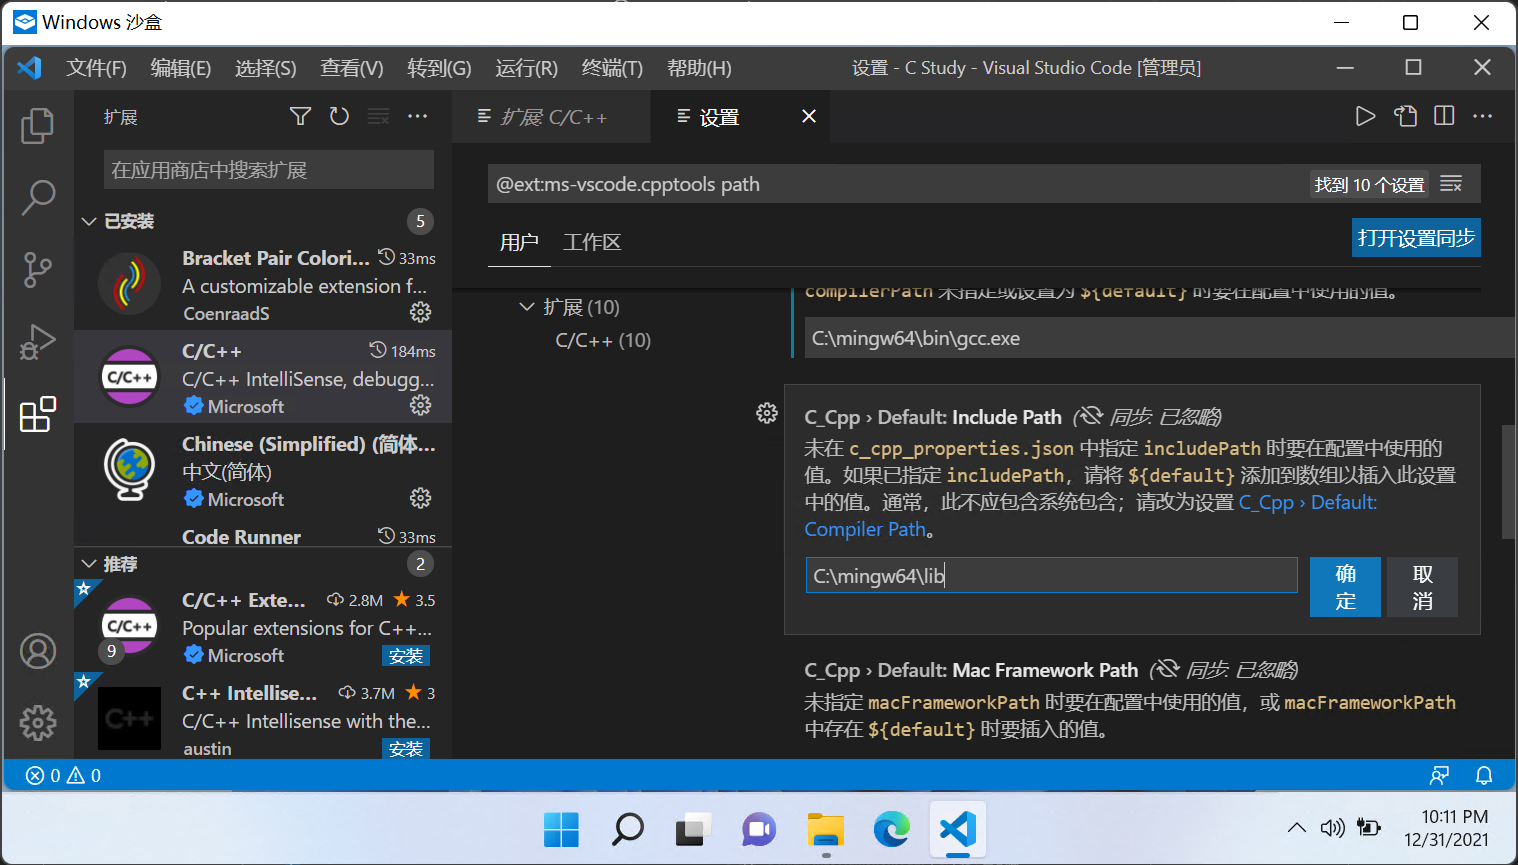 Windows 沙盒
文件(F) 编辑(E) 选择(S) 查看(V) 转到(G) 运行(R) 终端(T) 帮助(H) 设置 - C Study - Visual Studio Code [管理员]
扩展
扩展: C/C++
设置
在应用商店中搜索扩展
已安装 5
Bracket Pair Colori... 33ms
A customizable extension f...
CoenraadS
C/C++
C/C++ 184ms
C/C++ IntelliSense, debugg...
Microsoft
Chinese (Simplified) (简体...
中文(简体)
Microsoft
Code Runner 33ms
推荐 2
C/C++
9
C/C++ Exte... 2.8M 3.5
Popular extensions for C++...
Microsoft 安装
C++
C++ Intellise... 3.7M 3
C/C++ Intellisense with the...
austin 安装
@ext:ms-vscode.cpptools path 找到 10 个设置
用户 工作区 打开设置同步
扩展 (10)
C/C++ (10)
compilerPath 未指定或设置为 ${default} 时要在配置中使用的值。
C:\mingw64\bin\gcc.exe
C_Cpp › Default: Include Path (同步: 已忽略)
未在 c_cpp_properties.json 中指定 includePath 时要在配置中使用的
值。如果已指定 includePath，请将 ${default} 添加到数组以插入此设置
中的值。通常，此不应包含系统包含；请改为设置 C_Cpp › Default:
Compiler Path。
C:\mingw64\lib
确定
取消
C_Cpp › Default: Mac Framework Path (同步: 已忽略)
未指定 macFrameworkPath 时要在配置中使用的值，或 macFrameworkPath
中存在 ${default} 时要插入的值。
0 0
10:11 PM
12/31/2021